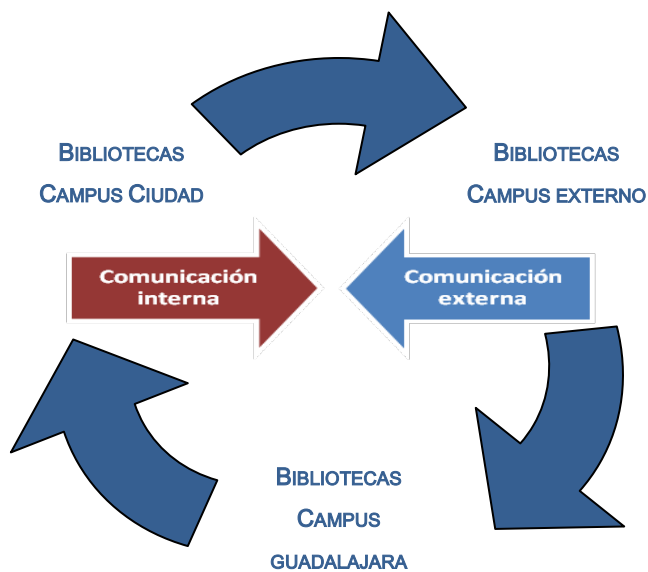 BIBLIOTECAS
CAMPUS CIUDAD
BIBLIOTECAS
CAMPUS EXTERNO
Comunicación
interna
Comunicación
externa
BIBLIOTECAS
CAMPUS
GUADALAJARA